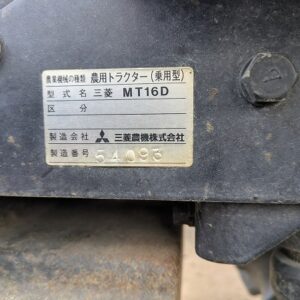 農業機械の種類 農用トラクター(乗用型)
型式名 三菱 MT16D
区分
製造会社 三菱農機株式会社
製造番号 54093